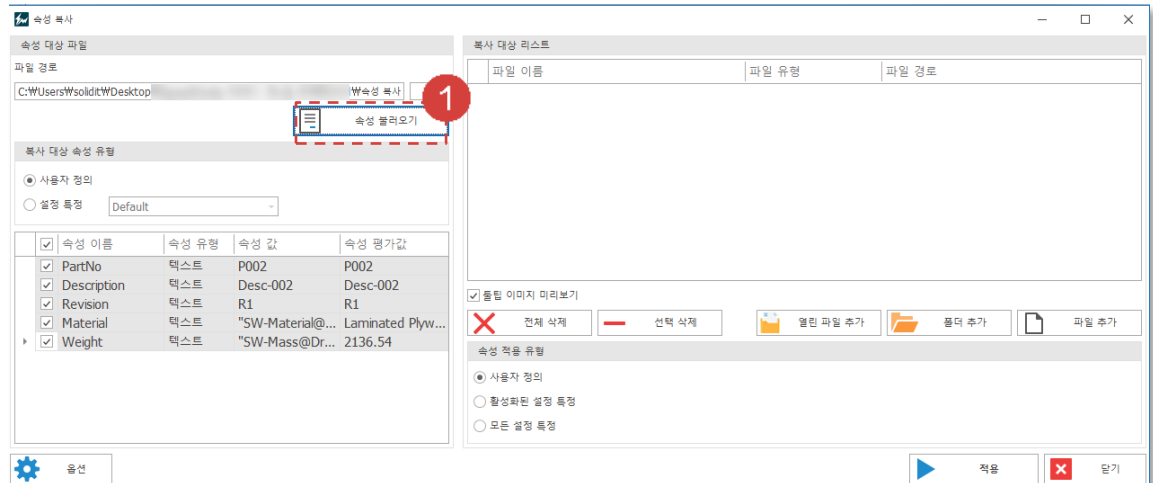 속성 복사
속성 대상 파일
파일 경로
C:₩Users₩solidit₩Desktop ₩속성 복사
1
속성 불러오기
복사 대상 속성 유형
사용자 정의
설정 특정 Default
속성 이름 속성 유형 속성 값 속성 평가값
PartNo 텍스트 P002 P002
Description 텍스트 Desc-002 Desc-002
Revision 텍스트 R1 R1
Material 텍스트 "SW-Material@... Laminated Plyw...
Weight 텍스트 "SW-Mass@Dr... 2136.54
옵션
복사 대상 리스트
파일 이름 파일 유형 파일 경로
툴팁 이미지 미리보기
전체 삭제 선택 삭제 열린 파일 추가 폴더 추가 파일 추가
속성 적용 유형
사용자 정의
활성화된 설정 특정
모든 설정 특정
적용 닫기